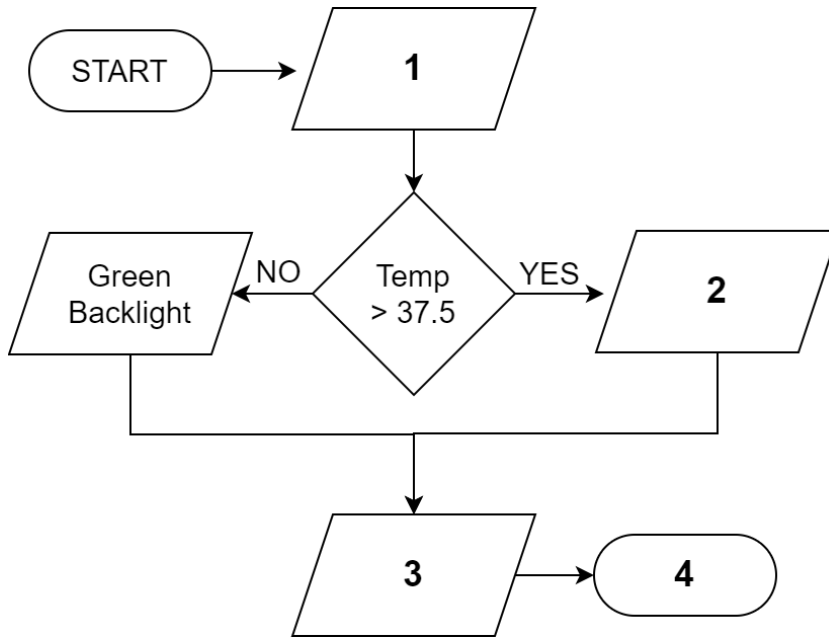 START
1
Green
Backlight
NO
Temp
> 37.5
YES
2
3
4